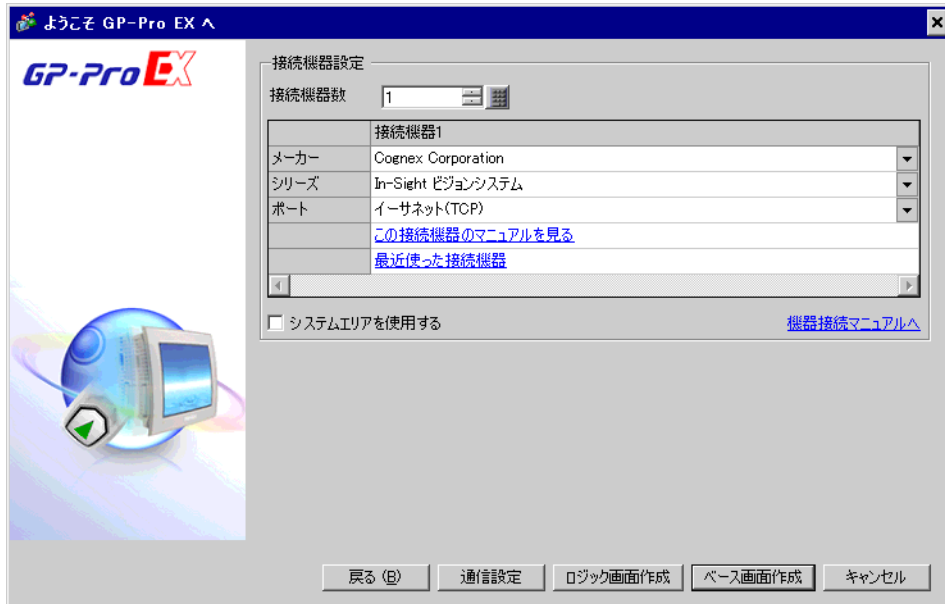 ようこそ GP-Pro EX へ
GP-Pro EX
接続機器設定
接続機器数 1
接続機器1
メーカー Cognex Corporation
シリーズ In-Sight ビジョンシステム
ポート イーサネット(TCP)
この接続機器のマニュアルを見る
最近使った接続機器
システムエリアを使用する 機器接続マニュアルへ
戻る (B) 通信設定 ロジック画面作成 ベース画面作成 キャンセル